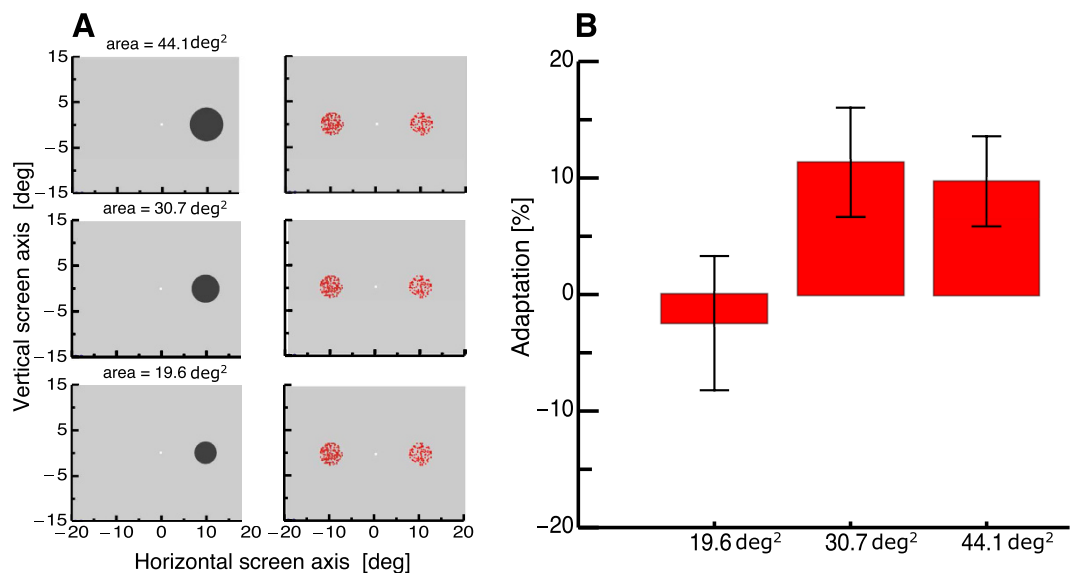 A
area = 44.1 deg²
15
5
−5
−15
area = 30.7 deg²
15
5
−5
−15
area = 19.6 deg²
15
5
−5
−15
−20 −10 0 10 20 −10 0 10 20
Horizontal screen axis [deg]
Vertical screen axis [deg]
B
20
10
0
−10
−20
Adaptation [%]
19.6 deg² 30.7 deg² 44.1 deg²